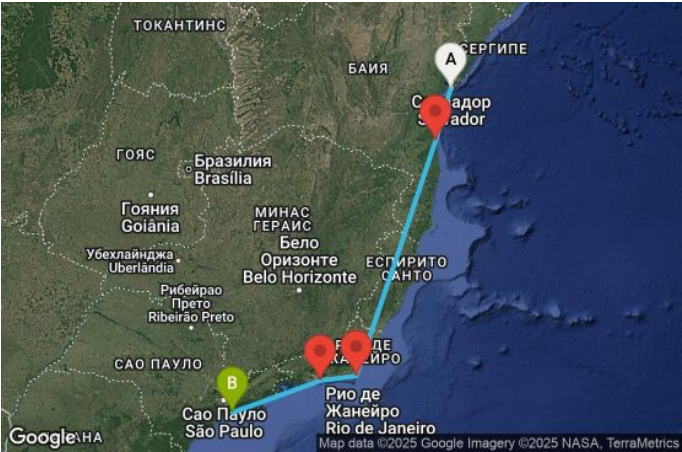 ТОКАНТИНС
СЕРГИПЕ
A
БАИЯ
Salvador
ГОЯС
Бразилия
Brasília
Гояния
Goiânia
МИНАС
ГЕРАИС
Бело
Оризонте
Belo Horizonte
Убехлайнджа
Uberlândia
ЕСПИРИТО
САНТО
Рибейрао
Прето
Ribeirão Preto
САО ПАУЛО
B
Сао Пауло
São Paulo
Рио де
Жанейро
Rio de Janeiro
Google
Map data ©2025 Google Imagery ©2025 NASA, TerraMetrics